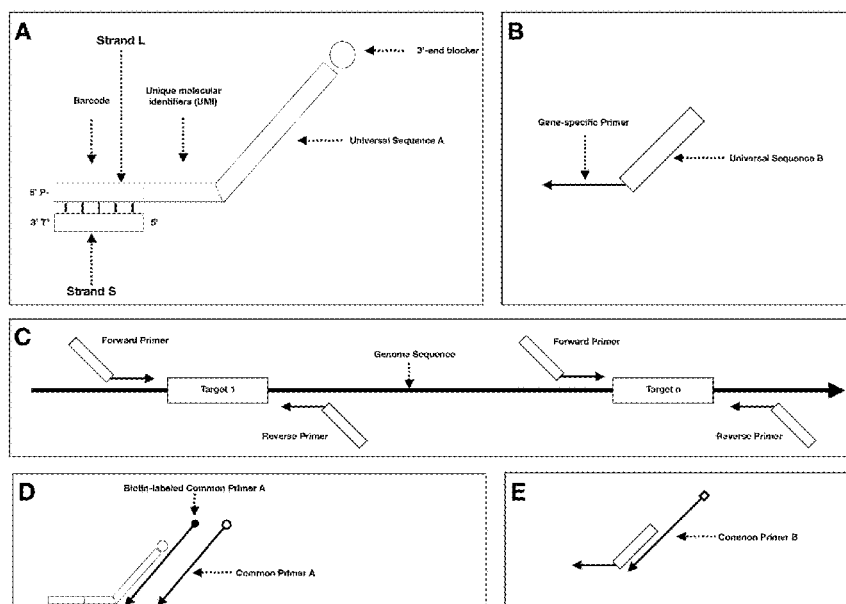 A
Strand L
3'-end blocker
Unique molecular
identifiers (UMI)
Barcode
Universal Sequence A
5' P-
3' T*
5'
Strand S
B
Gene-specific Primer
Universal Sequence B
C
Forward Primer
Forward Primer
Genome Sequence
Target 1
Target n
Reverse Primer
Reverse Primer
D
Biotin-labeled Common Primer A
Common Primer A
E
Common Primer B